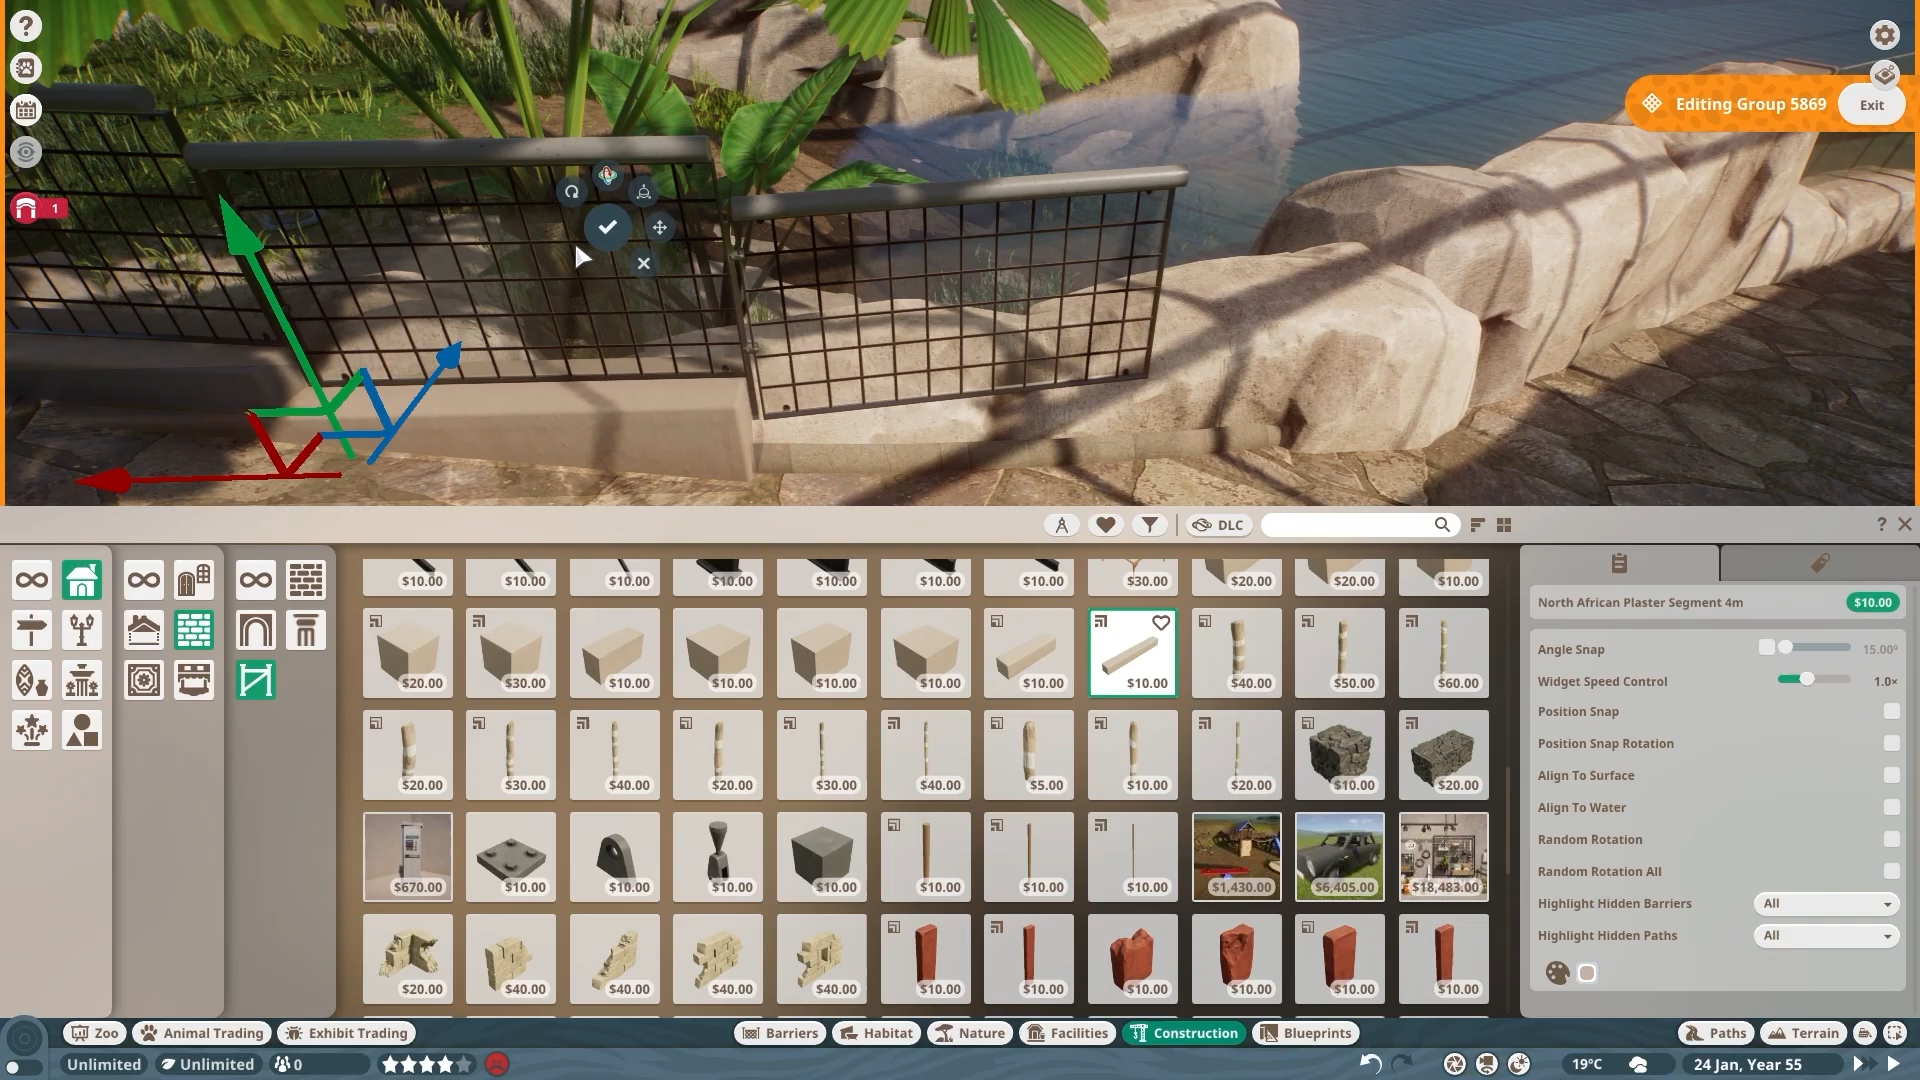 ?
Editing Group 5869
Exit
1
DLC
?
$10.00 $10.00 $10.00 $10.00 $10.00 $10.00 $10.00 $30.00 $20.00 $20.00 $10.00
$20.00 $30.00 $10.00 $10.00 $10.00 $10.00 $10.00 $10.00 $40.00 $50.00 $60.00
$20.00 $30.00 $40.00 $20.00 $30.00 $40.00 $5.00 $10.00 $20.00 $10.00 $20.00
$670.00 $10.00 $10.00 $10.00 $10.00 $10.00 $10.00 $10.00 $1,430.00 $6,405.00 $18,483.00
$20.00 $40.00 $40.00 $40.00 $40.00 $10.00 $10.00 $10.00 $10.00 $10.00 $10.00
North African Plaster Segment 4m $10.00
Angle Snap 15.00°
Widget Speed Control 1.0×
Position Snap
Position Snap Rotation
Align To Surface
Align To Water
Random Rotation
Random Rotation All
Highlight Hidden Barriers All
Highlight Hidden Paths All
Zoo Animal Trading Exhibit Trading Barriers Habitat Nature Facilities Construction Blueprints Paths Terrain
Unlimited Unlimited 0 19°C 24 Jan, Year 55